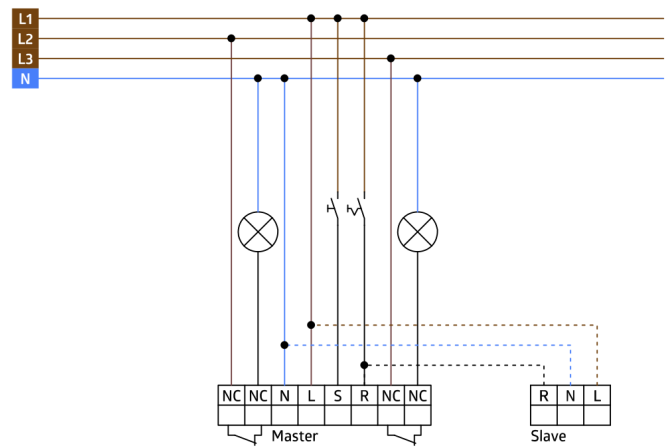 L1
L2
L3
N
NC NC N L S R NC NC
R N L
Master
Slave